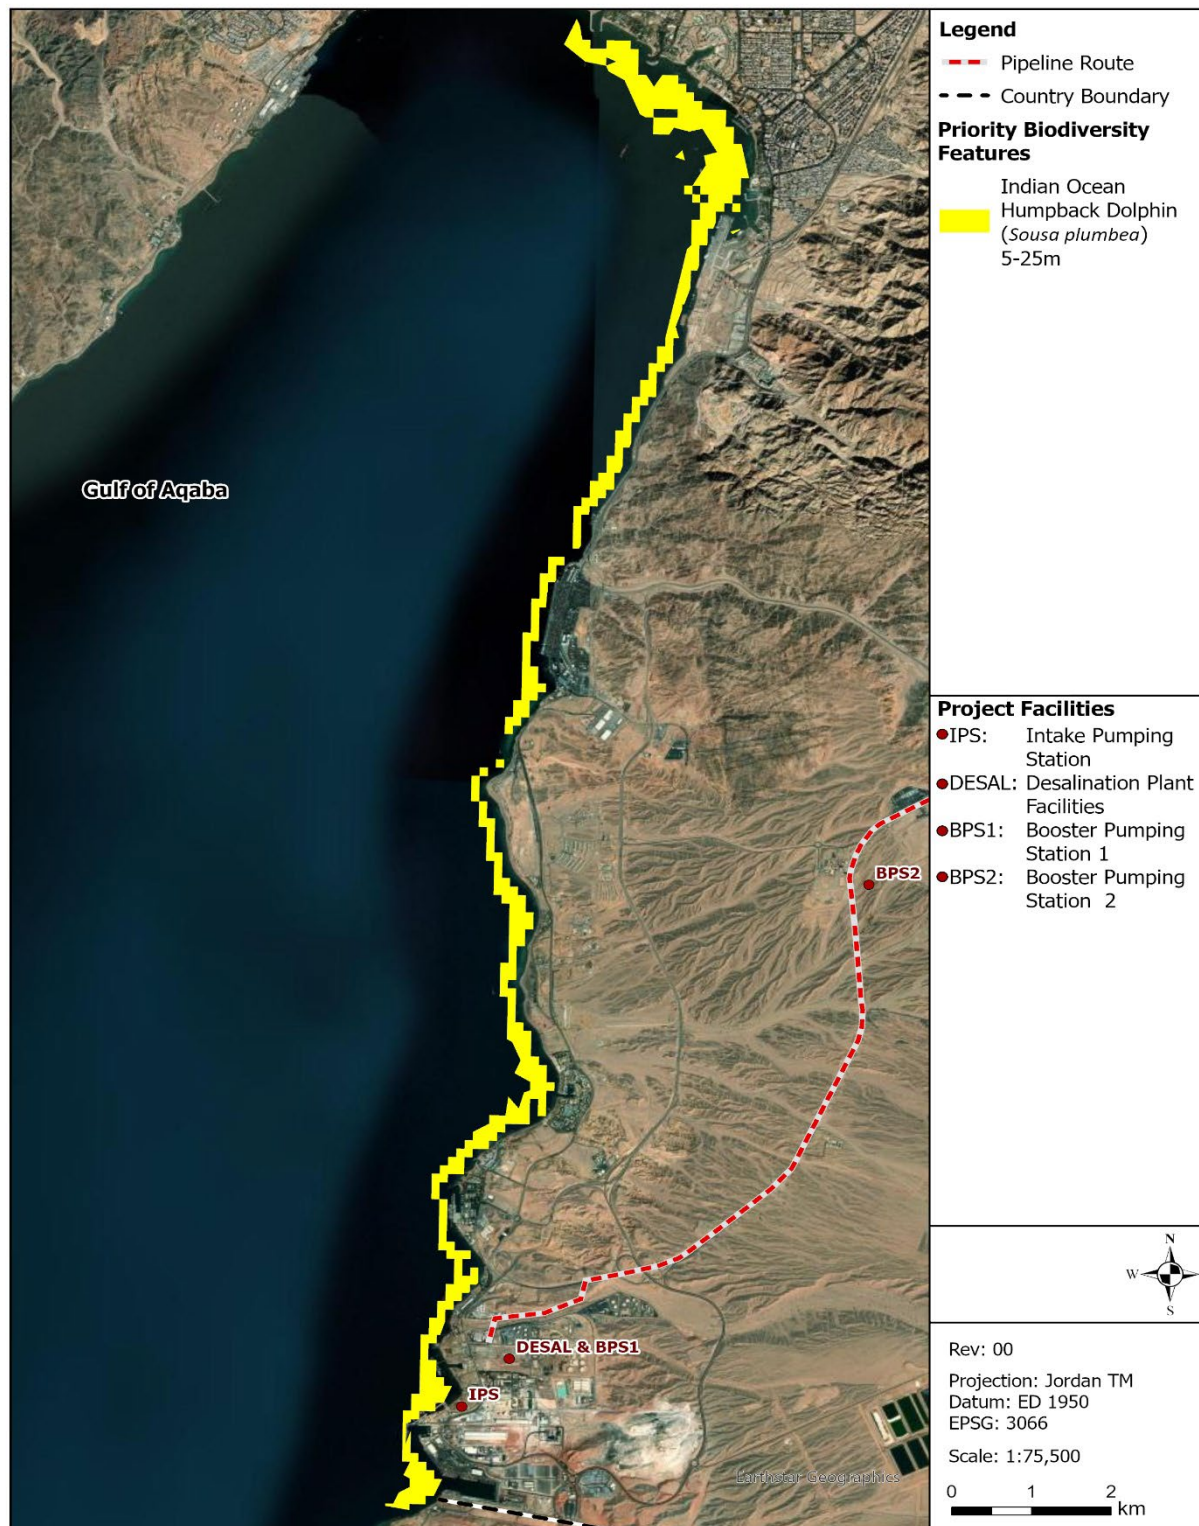 Legend
Pipeline Route
Country Boundary
Priority Biodiversity
Features
Indian Ocean
Humpback Dolphin
(Sousa plumbea)
5-25m
Gulf of Aqaba
Project Facilities
IPS: Intake Pumping
Station
DESAL: Desalination Plant
Facilities
BPS1: Booster Pumping
Station 1
BPS2: Booster Pumping
Station 2
BPS2
DESAL & BPS1
IPS
Earthstar Geographics
N
W
E
S
Rev: 00
Projection: Jordan TM
Datum: ED 1950
EPSG: 3066
Scale: 1:75,500
0 1 2
km